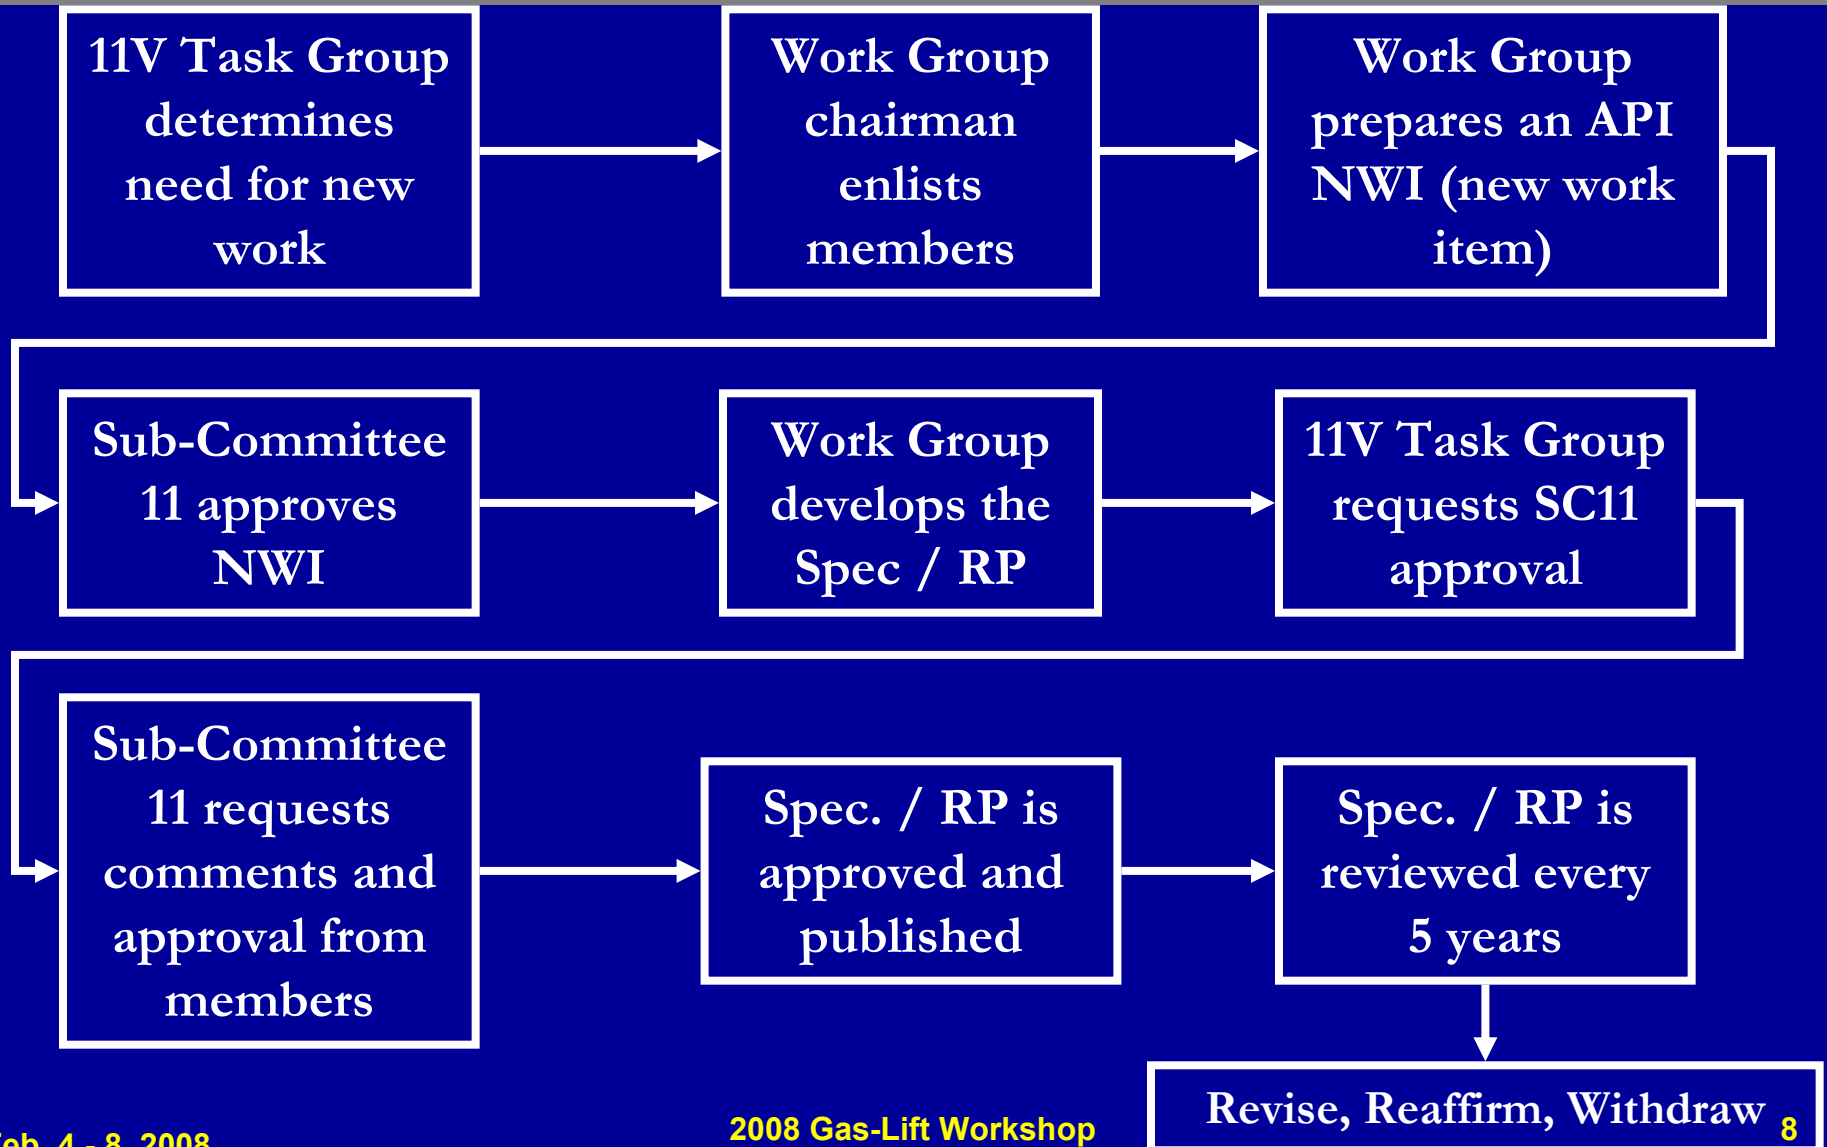 11V Task Group
determines
need for new
work
Work Group
chairman
enlists
members
Work Group
prepares an API
NWI (new work
item)
Sub-Committee
11 approves
NWI
Work Group
develops the
Spec / RP
11V Task Group
requests SC11
approval
Sub-Committee
11 requests
comments and
approval from
members
Spec. / RP is
approved and
published
Spec. / RP is
reviewed every
5 years
Revise, Reaffirm, Withdraw
4 - 8, 2008
2008 Gas-Lift Workshop
8